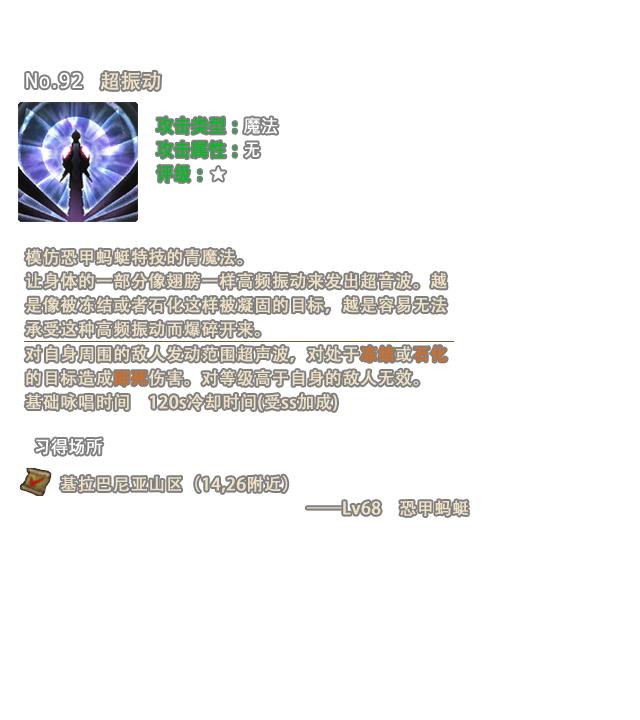 No.92 超振动
攻击类型：魔法
攻击属性：无
评级：☆
模仿恐甲蚂蜓特技的青魔法。
让身体的一部分像翅膀一样高频振动来发出超音波。越
是像被冻结或者石化这样被凝固的目标，越是容易无法
承受这种高频振动而爆碎开来。
对自身周围的敌人发动范围超声波，对处于冻结或石化
的目标造成即死伤害。对等级高于自身的敌人无效。
基础咏唱时间 120s冷却时间(受ss加成)
习得场所
基拉巴尼亚山区（14,26附近）
——Lv68 恐甲蚂蜓